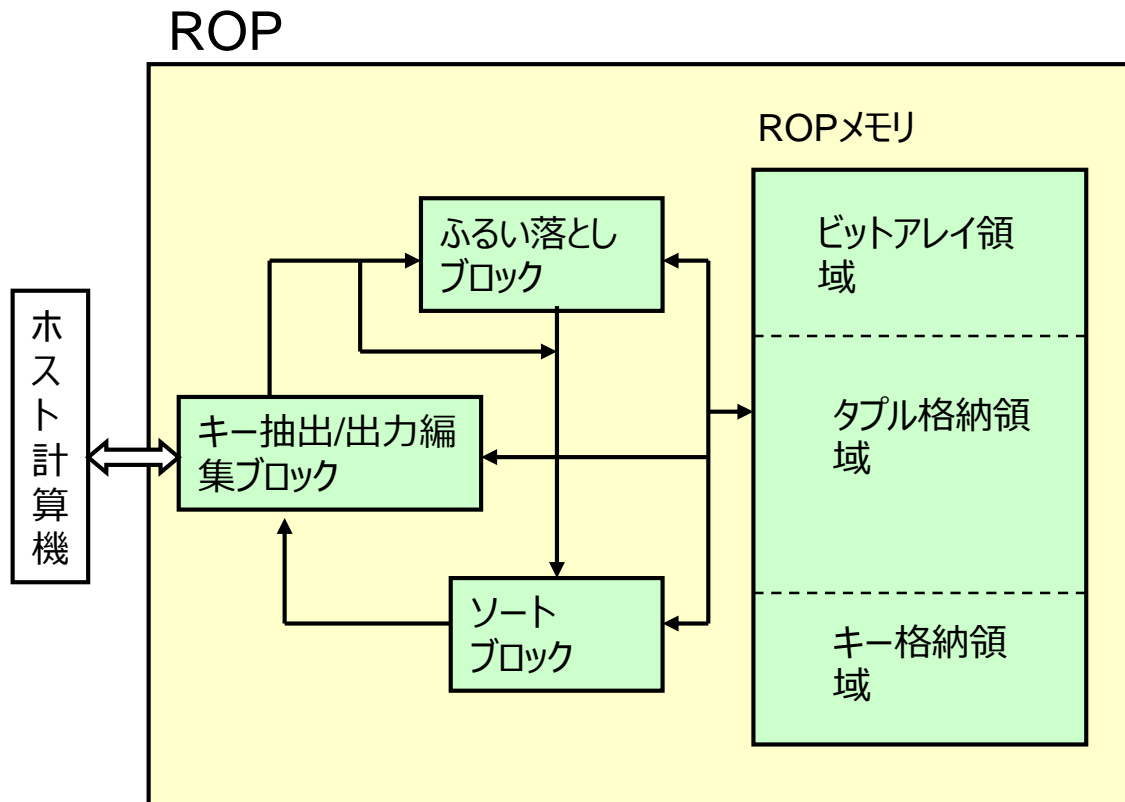 ROP
ROPメモリ
ふるい落とし
ブロック
ビットアレイ領
域
ホスト計算機
キー抽出/出力編
集ブロック
タプル格納領
域
ソート
ブロック
キー格納領
域